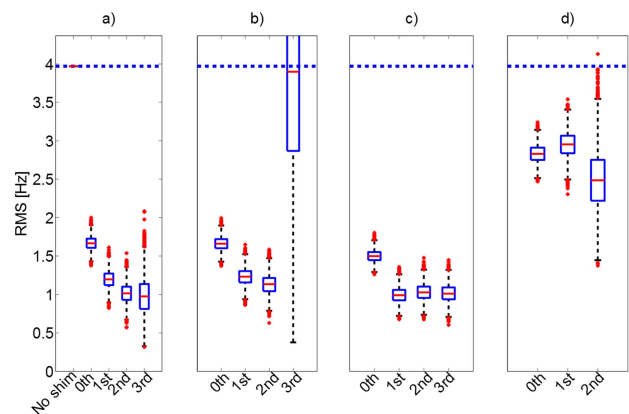 a) b) c) d)
RMS [Hz]
4
3.5
3
2.5
2
1.5
1
0.5
0
No shim 0th 1st 2nd 3rd
0th 1st 2nd 3rd
0th 1st 2nd 3rd
0th 1st 2nd